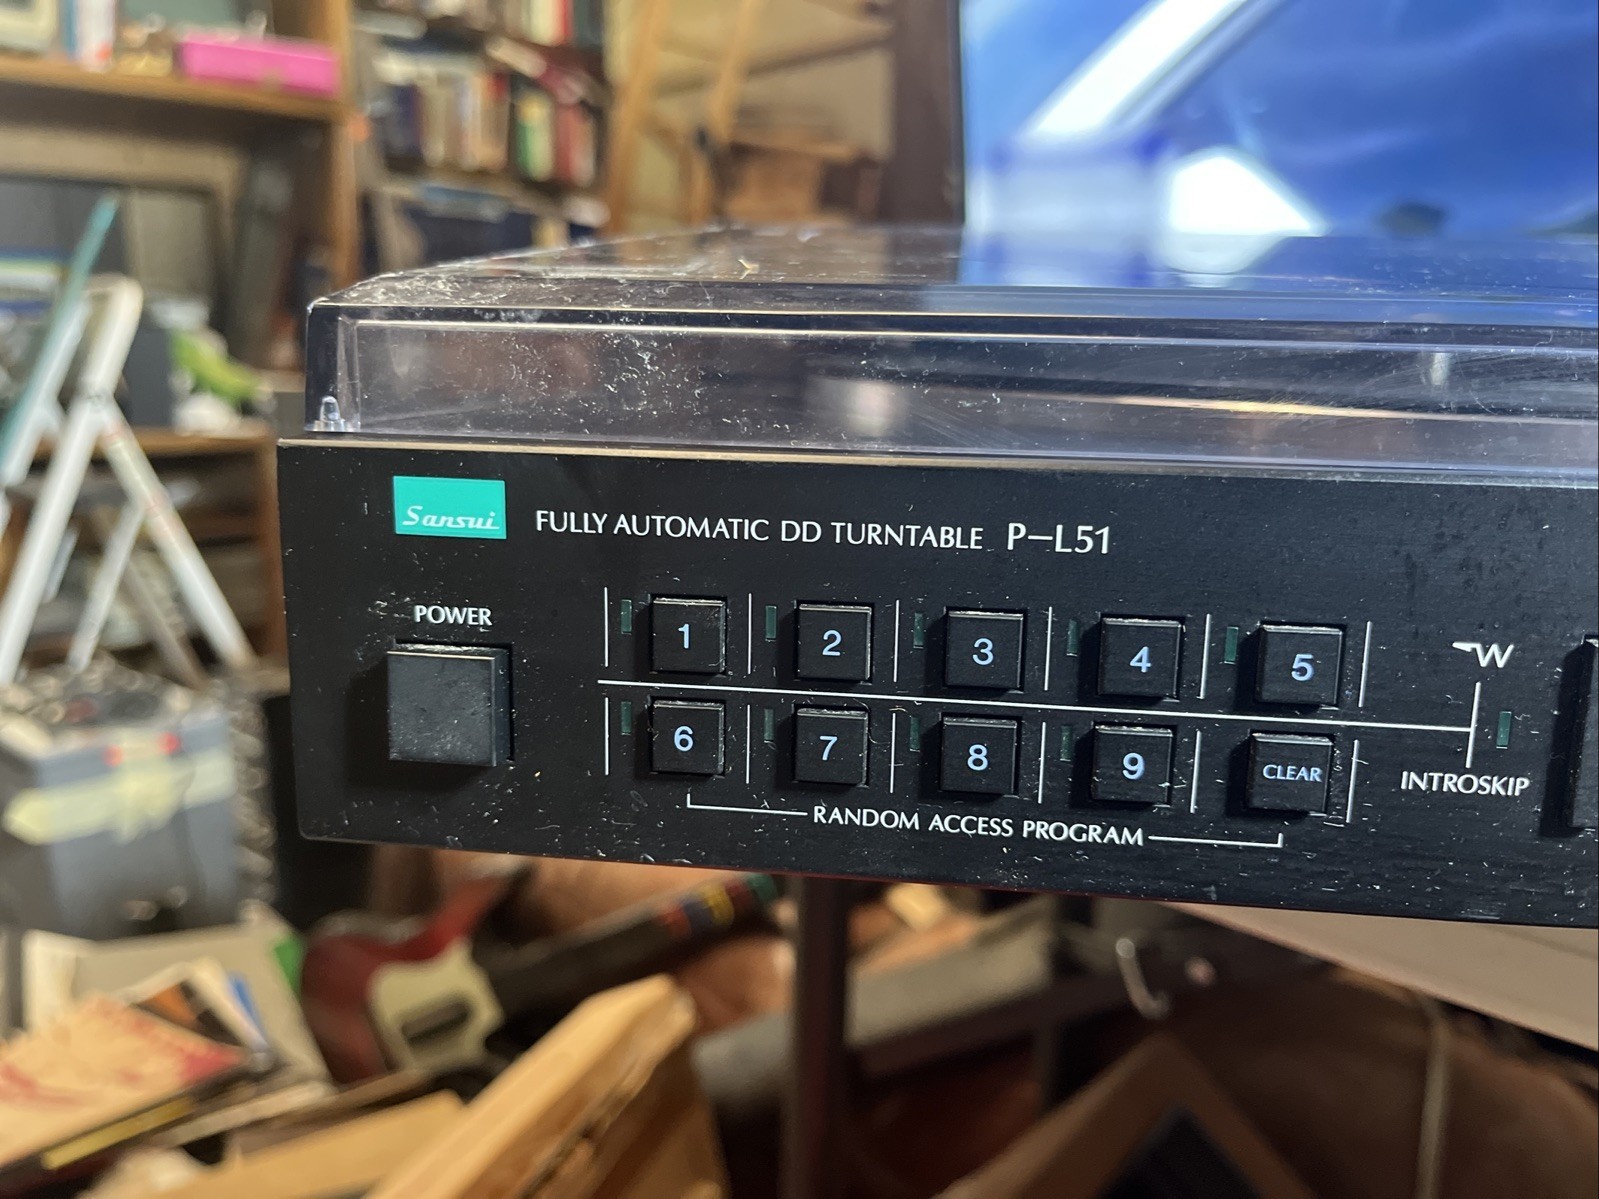 Sansui FULLY AUTOMATIC DD TURNTABLE P-L51
POWER
1 2 3 4 5
6 7 8 9 CLEAR
INTROSKIP
RANDOM ACCESS PROGRAM